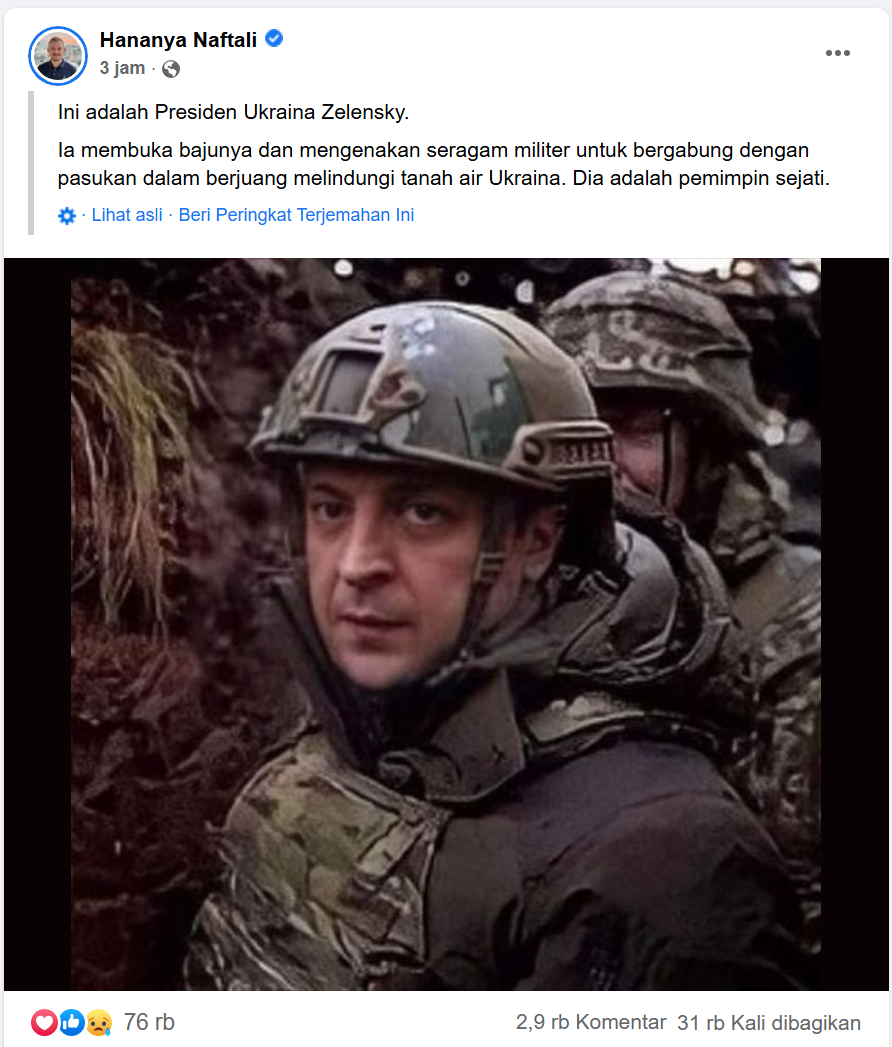 Hananya Naftali
3 jam ·
Ini adalah Presiden Ukraina Zelensky.
Ia membuka bajunya dan mengenakan seragam militer untuk bergabung dengan
pasukan dalam berjuang melindungi tanah air Ukraina. Dia adalah pemimpin sejati.
· Lihat asli · Beri Peringkat Terjemahan Ini
76 rb 2,9 rb Komentar 31 rb Kali dibagikan